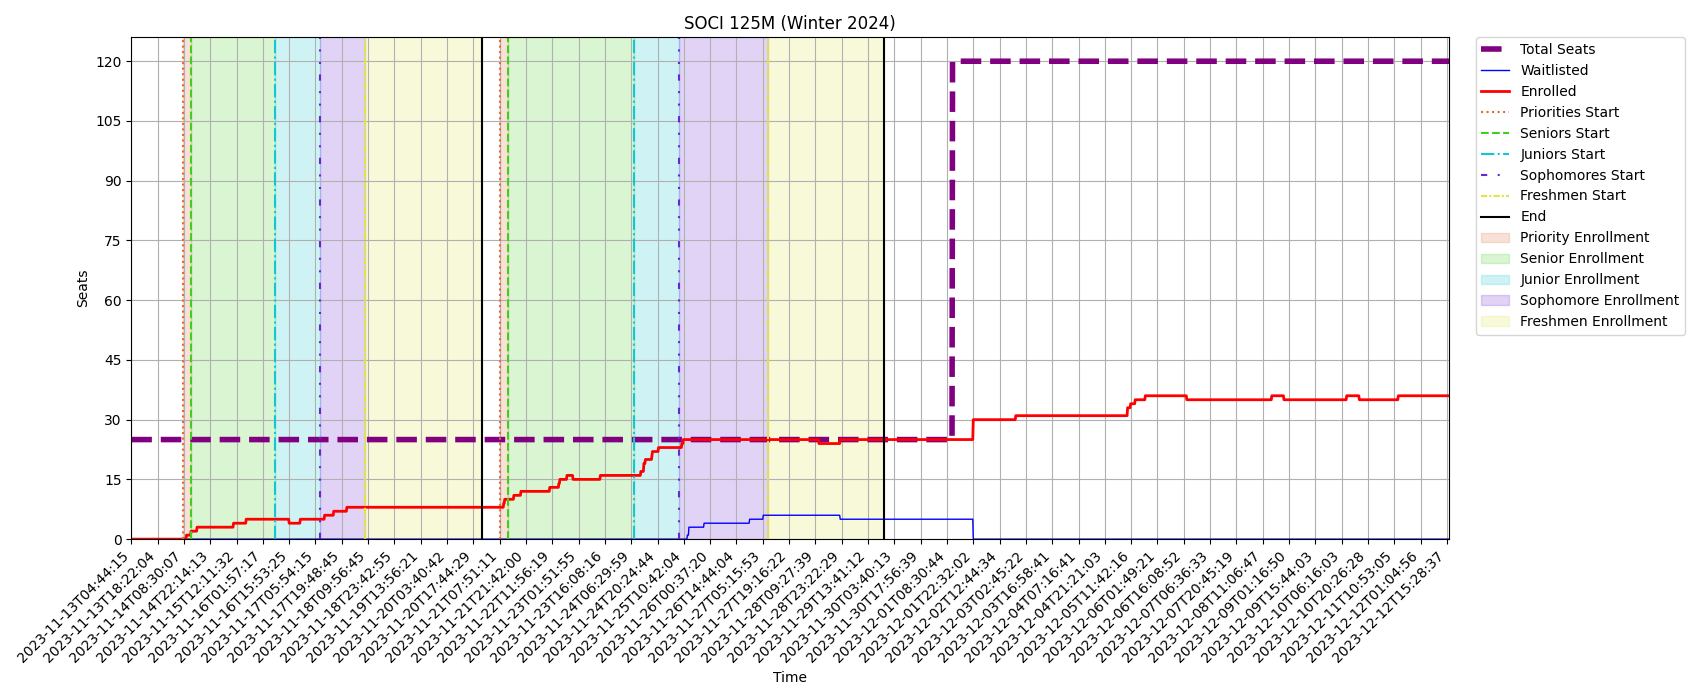 SOCI 125M (Winter 2024)
120
105
90
75
60
45
30
15
0
Seats
2023-11-13T04:44:15
2023-11-13T18:22:04
2023-11-14T08:30:07
2023-11-14T22:14:13
2023-11-15T12:11:32
2023-11-16T01:57:17
2023-11-16T15:53:25
2023-11-17T05:54:15
2023-11-17T19:48:45
2023-11-18T09:56:45
2023-11-18T23:42:55
2023-11-19T13:56:21
2023-11-20T03:40:42
2023-11-20T17:44:29
2023-11-21T07:51:11
2023-11-21T21:42:00
2023-11-22T11:56:19
2023-11-23T01:51:55
2023-11-23T16:08:16
2023-11-24T06:29:59
2023-11-24T20:24:44
2023-11-25T10:42:04
2023-11-26T00:37:20
2023-11-26T14:44:04
2023-11-27T05:15:53
2023-11-27T19:16:22
2023-11-28T09:27:39
2023-11-28T23:22:29
2023-11-29T13:41:12
2023-11-30T03:40:13
2023-11-30T17:56:39
2023-12-01T08:30:44
2023-12-01T22:32:02
2023-12-02T12:44:34
2023-12-03T02:45:22
2023-12-03T16:58:41
2023-12-04T07:16:41
2023-12-04T21:21:03
2023-12-05T11:42:16
2023-12-06T01:49:21
2023-12-06T16:08:52
2023-12-07T06:36:33
2023-12-07T20:45:19
2023-12-08T11:06:47
2023-12-09T01:16:50
2023-12-09T15:44:03
2023-12-10T06:16:03
2023-12-10T20:26:28
2023-12-11T10:53:05
2023-12-12T01:04:56
2023-12-12T15:28:37
Time
Total Seats
Waitlisted
Enrolled
Priorities Start
Seniors Start
Juniors Start
Sophomores Start
Freshmen Start
End
Priority Enrollment
Senior Enrollment
Junior Enrollment
Sophomore Enrollment
Freshmen Enrollment